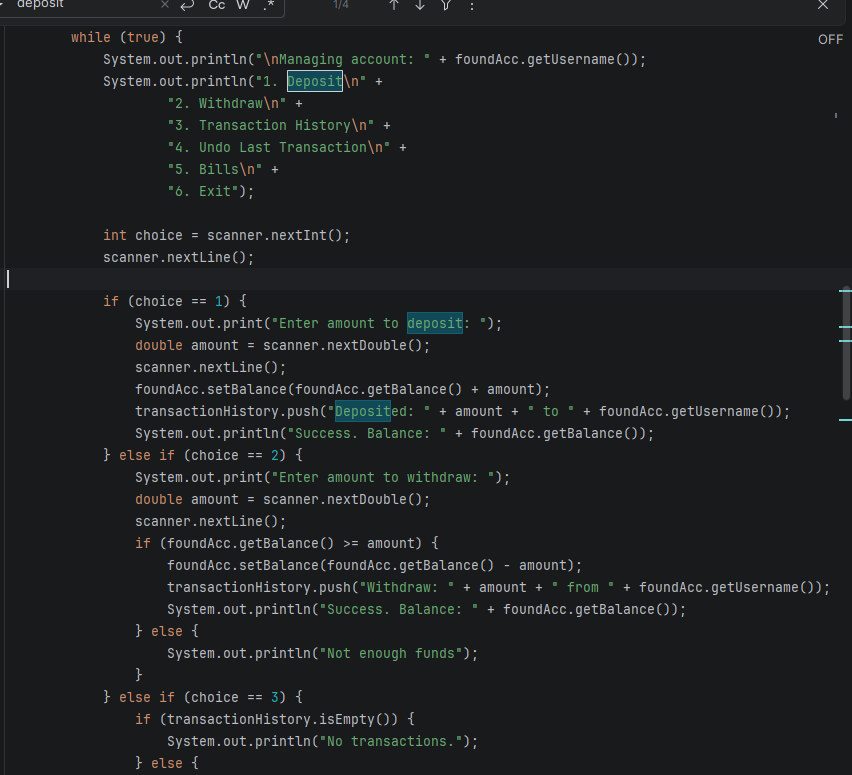 deposit Cc W .* 1/4
OFF
while (true) {
System.out.println("\nManaging account: " + foundAcc.getUsername());
System.out.println("1. Deposit\n" +
"2. Withdraw\n" +
"3. Transaction History\n" +
"4. Undo Last Transaction\n" +
"5. Bills\n" +
"6. Exit");
int choice = scanner.nextInt();
scanner.nextLine();
if (choice == 1) {
System.out.print("Enter amount to deposit: ");
double amount = scanner.nextDouble();
scanner.nextLine();
foundAcc.setBalance(foundAcc.getBalance() + amount);
transactionHistory.push("Deposited: " + amount + " to " + foundAcc.getUsername());
System.out.println("Success. Balance: " + foundAcc.getBalance());
} else if (choice == 2) {
System.out.print("Enter amount to withdraw: ");
double amount = scanner.nextDouble();
scanner.nextLine();
if (foundAcc.getBalance() >= amount) {
foundAcc.setBalance(foundAcc.getBalance() - amount);
transactionHistory.push("Withdraw: " + amount + " from " + foundAcc.getUsername());
System.out.println("Success. Balance: " + foundAcc.getBalance());
} else {
System.out.println("Not enough funds");
}
} else if (choice == 3) {
if (transactionHistory.isEmpty()) {
System.out.println("No transactions.");
} else {